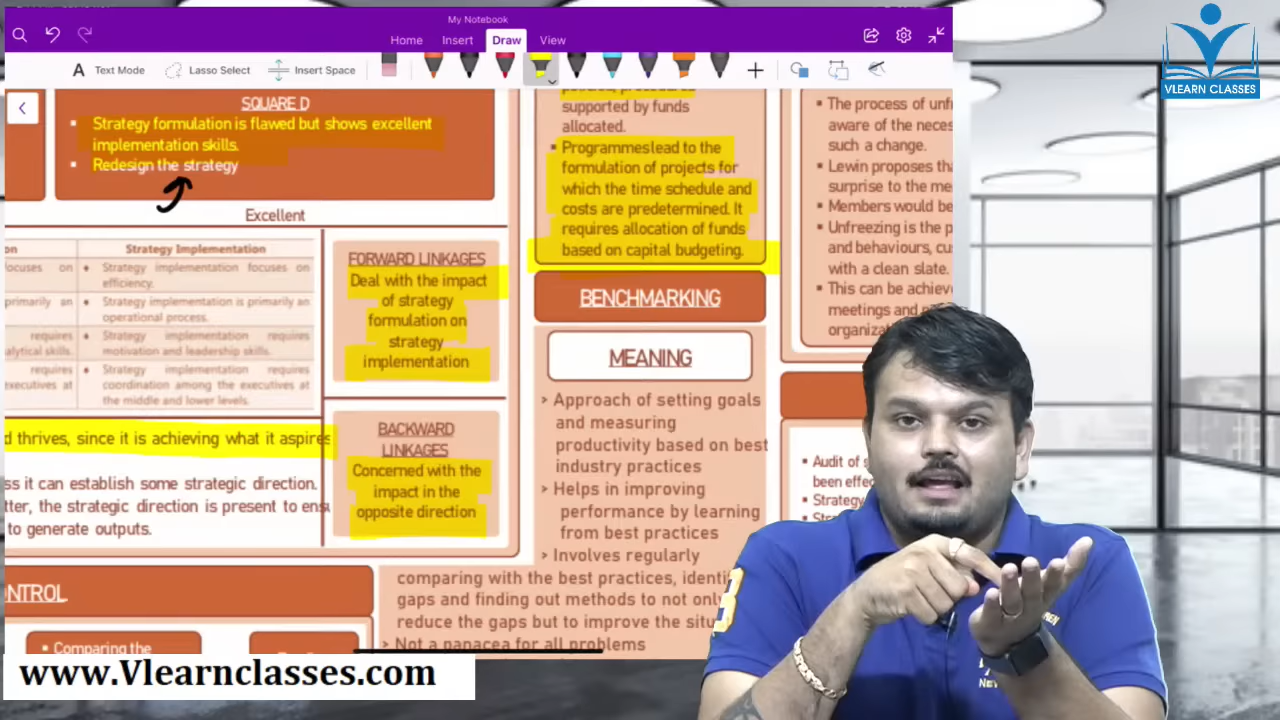 My Notebook
Home Insert Draw View
Text Mode Lasso Select Insert Space
VLEARN CLASSES
SQUARE D
Strategy formulation is flawed but shows excellent
implementation skills.
Redesign the strategy
Excellent
Strategy Implementation
Strategy implementation focuses on
efficiency.
primarily an
Strategy implementation is primarily an
operational process.
requires
Strategy implementation requires
motivation and leadership skills.
requires
executives at
Strategy implementation requires
coordination among the executives at
the middle and lower levels.
FORWARD LINKAGES
Deal with the impact
of strategy
formulation on
strategy
implementation
BACKWARD
LINKAGES
Concerned with the
impact in the
opposite direction
d thrives, since it is achieving what it aspires
ss it can establish some strategic direction.
tter, the strategic direction is present to ensu
to generate outputs.
ONTROL
Comparing the
supported by funds
allocated.
Programmeslead to the
formulation of projects for
which the time schedule and
costs are predetermined. It
requires allocation of funds
based on capital budgeting.
BENCHMARKING
MEANING
Approach of setting goals
and measuring
productivity based on best
industry practices
Helps in improving
performance by learning
from best practices
Involves regularly
comparing with the best practices, identi
gaps and finding out methods to not only
reduce the gaps but to improve the situ
Not a panacea for all problems
The process of unf
aware of the neces
such a change.
Lewin proposes tha
surprise to the me
Members would be
Unfreezing is the p
and behaviours, cu
with a clean slate.
This can be achiev
meetings and
organiza
Audit of s
been effe
Strategy
www.Vlearnclasses.com